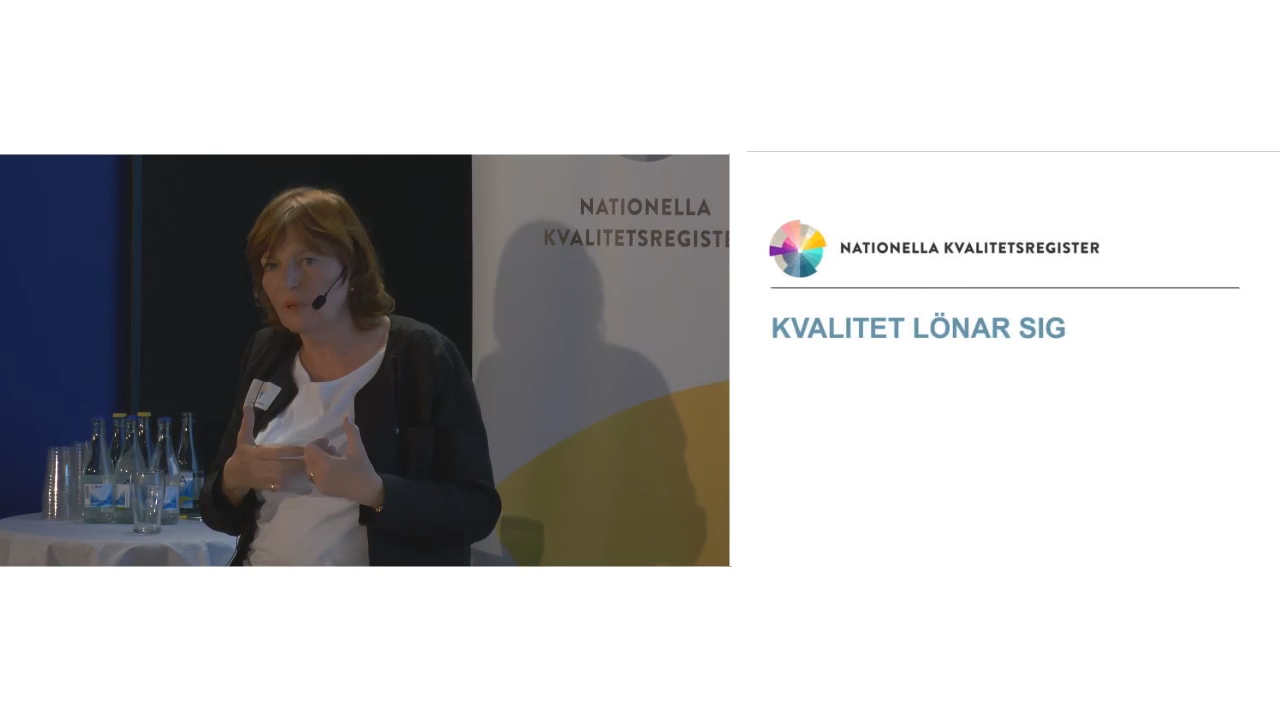 NATIONELLA
KVALITETSREGISTE
NATIONELLA KVALITETSREGISTER
KVALITET LÖNAR SIG